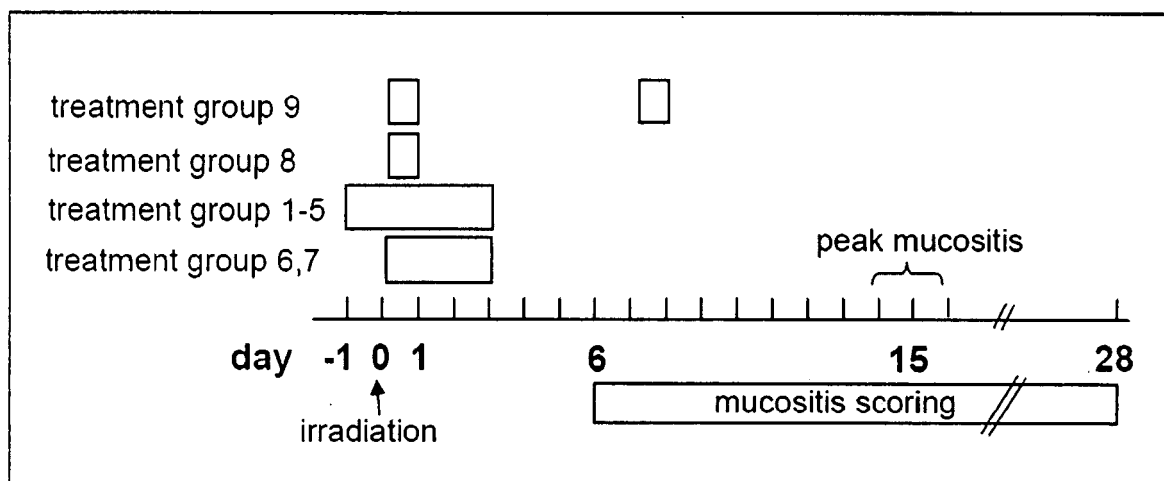 treatment group 9
treatment group 8
treatment group 1-5
treatment group 6,7
peak mucositis
day -1 0 1 6 15 28
irradiation
mucositis scoring